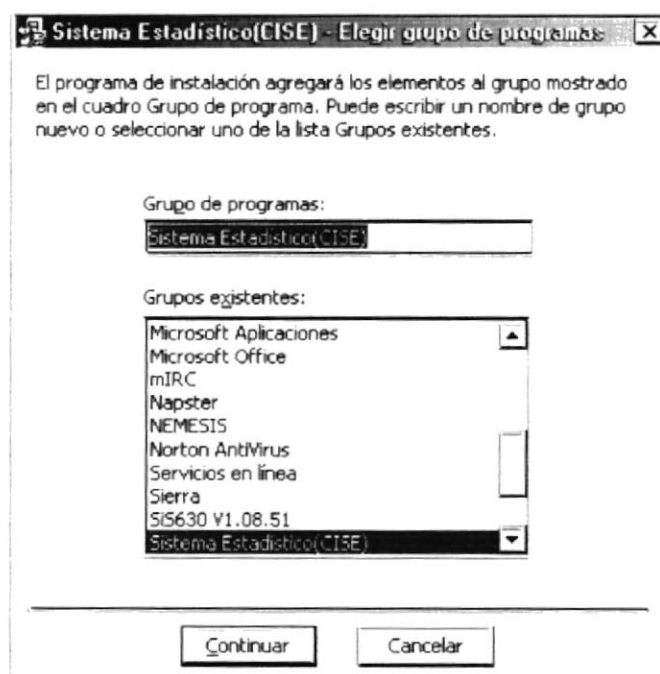 Sistema Estadístico(CISE) - Elegir grupo de programas
El programa de instalación agregará los elementos al grupo mostrado
en el cuadro Grupo de programa. Puede escribir un nombre de grupo
nuevo o seleccionar uno de la lista Grupos existentes.
Grupo de programas:
Sistema Estadístico(CISE)
Grupos existentes:
Microsoft Aplicaciones
Microsoft Office
mIRC
Napster
NEMESIS
Norton AntiVirus
Servicios en línea
Sierra
SiS630 V1.08.51
Sistema Estadístico(CISE)
Continuar
Cancelar